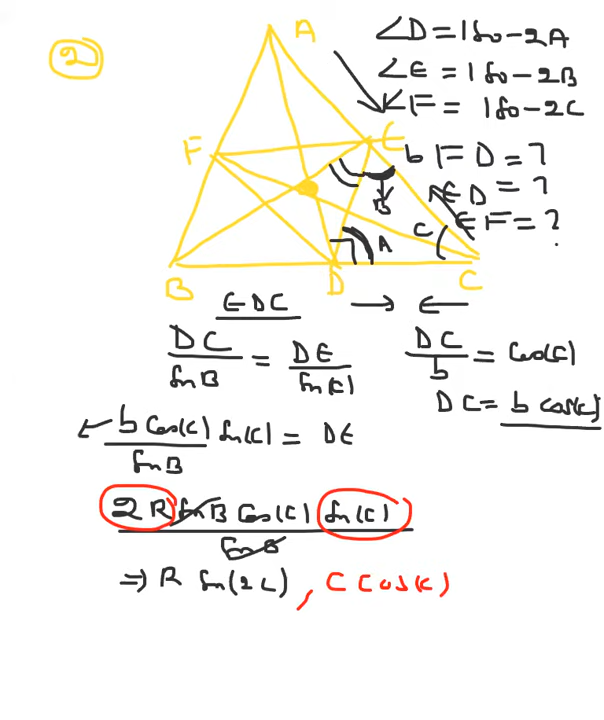 2
A
∠D = 180-2A
∠E = 180-2B
∠F = 180-2C
F
E
FD = ?
ED = ?
EF = ?
B
C
A
B
D
C
EDC
DC/sinB = DE/sin(C)
DC/b = Cos(C)
DC = b cos(c)
b Cos(C)/sinB sin(C) = DE
2R sinB Cos(C) sin(C)/sinB
⇒ R sin(2C), C Cos(C)